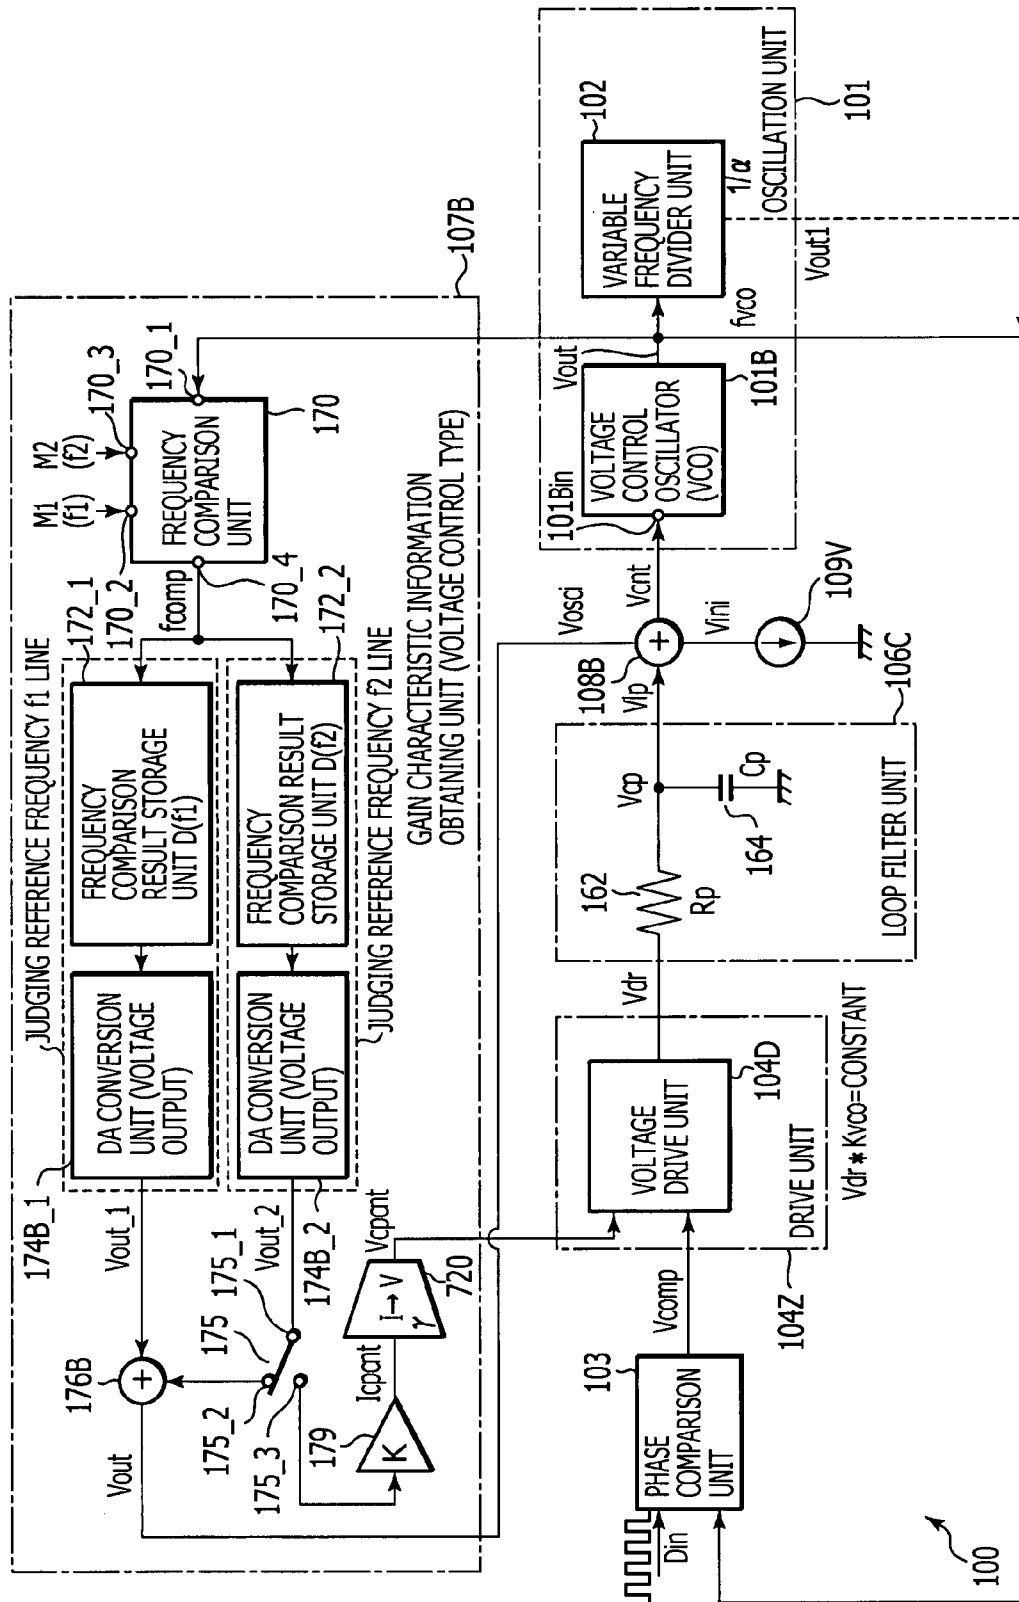 107B
GAIN CHARACTERISTIC INFORMATION
OBTAINING UNIT (VOLTAGE CONTROL TYPE)
JUDGING REFERENCE FREQUENCY f1 LINE
JUDGING REFERENCE FREQUENCY f2 LINE
174B_1
DA CONVERSION
UNIT (VOLTAGE
OUTPUT)
FREQUENCY
COMPARISON
RESULT STORAGE
UNIT D(f1)
172_1
DA CONVERSION
UNIT (VOLTAGE
OUTPUT)
174B_2
FREQUENCY
COMPARISON RESULT
STORAGE UNIT D(f2)
172_2
M1
(f1)
M2
(f2)
170_2
170_3
170_1
170_4
170
FREQUENCY
COMPARISON
UNIT
fcomp
Vout_1
Vout_2
176B
+
Vout
175
175_1
175_2
175_3
179
K
Icpcnt
I→V
γ
720
Vcpcnt
100
Din
103
PHASE
COMPARISON
UNIT
Vcomp
104Z
DRIVE UNIT
Vdr*Kvco=CONSTANT
VOLTAGE
DRIVE UNIT
104D
Vdr
162
Rp
Vcp
164
Cp
LOOP FILTER UNIT
106C
Vlp
108B
+
Vosci
Vini
109V
Vcnt
101Bin
VOLTAGE
CONTROL
OSCILLATOR
(VCO)
101B
Vout
fvco
VARIABLE
FREQUENCY
DIVIDER UNIT
102
1/α
OSCILLATION UNIT
101
Vout1